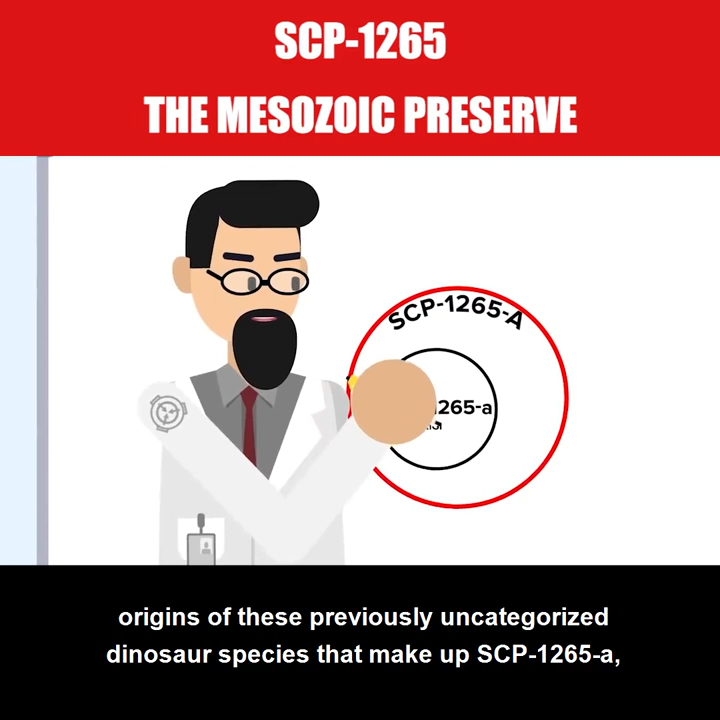 SCP-1265
THE MESOZOIC PRESERVE
SCP-1265-A
1265-a
origins of these previously uncategorized
dinosaur species that make up SCP-1265-a,